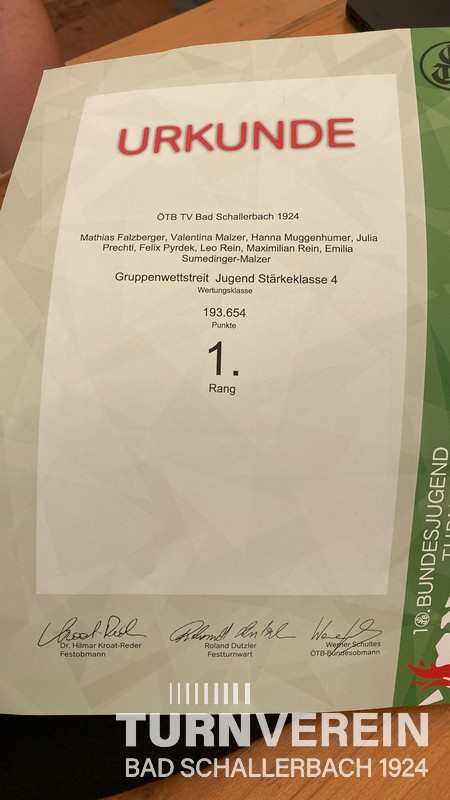 URKUNDE
ÖTB TV Bad Schallerbach 1924
Mathias Falzberger, Valentina Malzer, Hanna Muggenhumer, Julia
Prechtl, Felix Pyrdek, Leo Rein, Maximilian Rein, Emilia
Sumedinger-Malzer
Gruppenwettstreit Jugend Stärkeklasse 4
Wertungsklasse
193.654
Punkte
1.
Rang
Dr. Hilmar Kroat-Reder
Festobmann
Roland Dutzler
Festturnwart
Werner Schultes
ÖTB-Bundesobmann
BUNDESJUGEND
TURNVEREIN
BAD SCHALLERBACH 1924